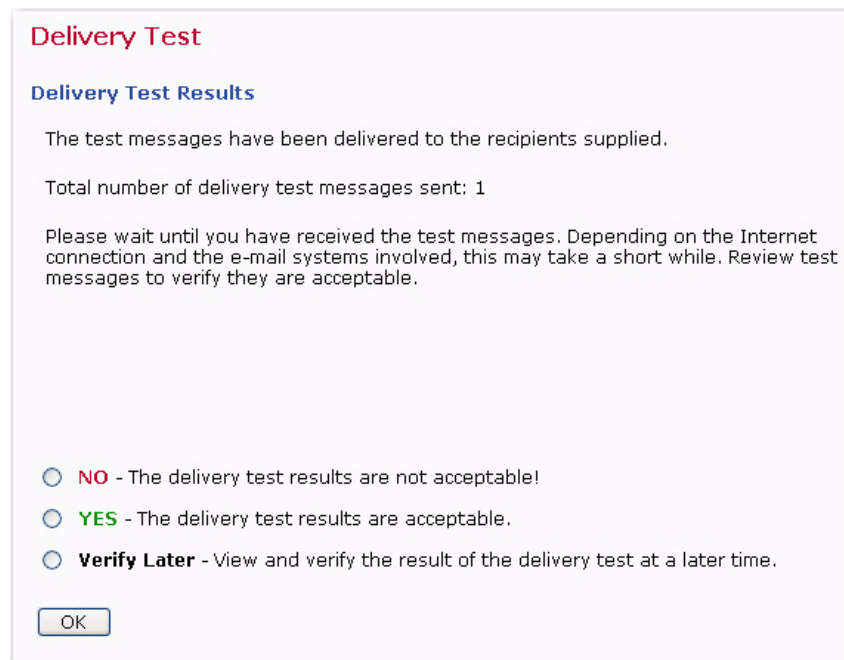 Delivery Test
Delivery Test Results
The test messages have been delivered to the recipients supplied.
Total number of delivery test messages sent: 1
Please wait until you have received the test messages. Depending on the Internet
connection and the e-mail systems involved, this may take a short while. Review test
messages to verify they are acceptable.
NO - The delivery test results are not acceptable!
YES - The delivery test results are acceptable.
Verify Later - View and verify the result of the delivery test at a later time.
OK